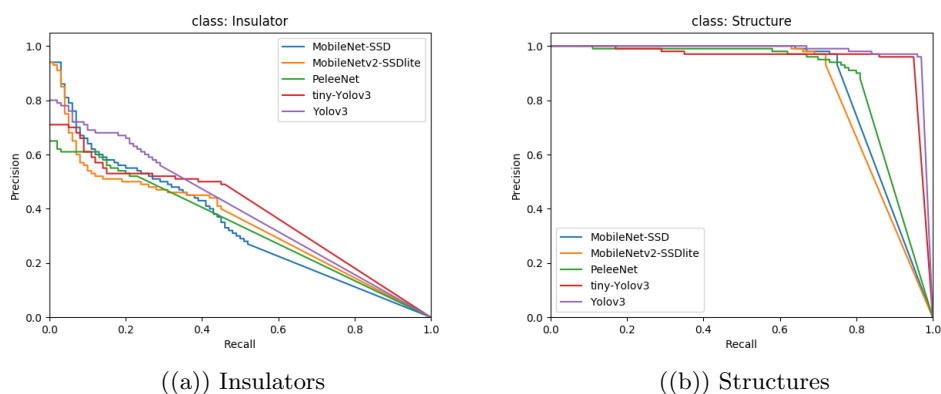 class: Insulator
1.0
0.8
0.6
0.4
0.2
0.0
Precision
MobileNet-SSD
MobileNetv2-SSDlite
PeleeNet
tiny-Yolov3
Yolov3
0.0 0.2 0.4 0.6 0.8 1.0
Recall
((a)) Insulators
class: Structure
1.0
0.8
0.6
0.4
0.2
0.0
Precision
MobileNet-SSD
MobileNetv2-SSDlite
PeleeNet
tiny-Yolov3
Yolov3
0.0 0.2 0.4 0.6 0.8 1.0
Recall
((b)) Structures